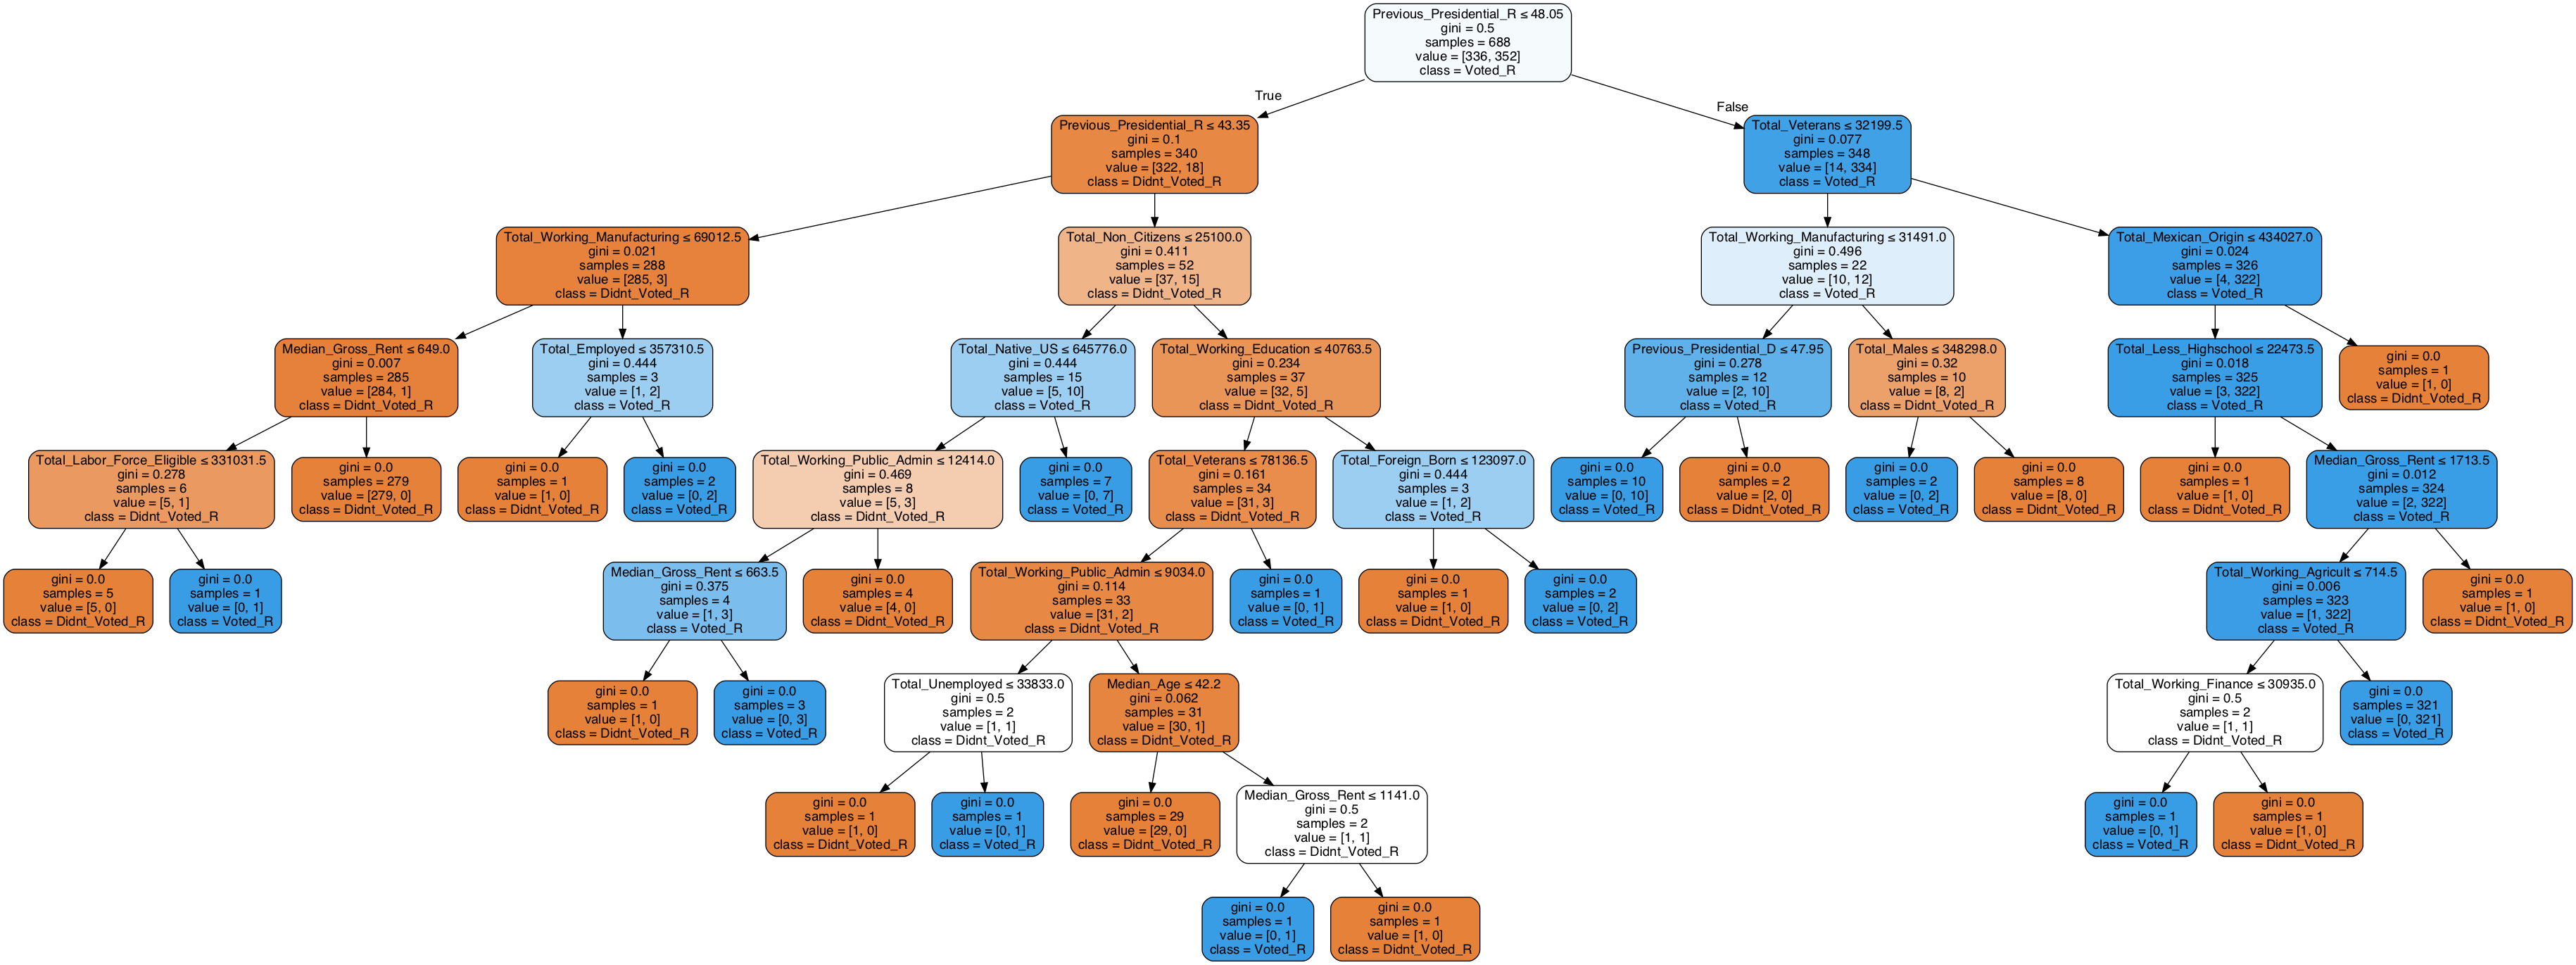 Previous_Presidential_R ≤ 48.05
gini = 0.5
samples = 688
value = [336, 352]
class = Voted_R
True
False
Previous_Presidential_R ≤ 43.35
gini = 0.1
samples = 340
value = [322, 18]
class = Didnt_Voted_R
Total_Veterans ≤ 32199.5
gini = 0.077
samples = 348
value = [14, 334]
class = Voted_R
Total_Working_Manufacturing ≤ 69012.5
gini = 0.021
samples = 288
value = [285, 3]
class = Didnt_Voted_R
Total_Non_Citizens ≤ 25100.0
gini = 0.411
samples = 52
value = [37, 15]
class = Didnt_Voted_R
Total_Working_Manufacturing ≤ 31491.0
gini = 0.496
samples = 22
value = [10, 12]
class = Voted_R
Total_Mexican_Origin ≤ 434027.0
gini = 0.024
samples = 326
value = [4, 322]
class = Voted_R
Median_Gross_Rent ≤ 649.0
gini = 0.007
samples = 285
value = [284, 1]
class = Didnt_Voted_R
Total_Employed ≤ 357310.5
gini = 0.444
samples = 3
value = [1, 2]
class = Voted_R
Total_Native_US ≤ 645776.0
gini = 0.444
samples = 15
value = [5, 10]
class = Voted_R
Total_Working_Education ≤ 40763.5
gini = 0.234
samples = 37
value = [32, 5]
class = Didnt_Voted_R
Previous_Presidential_D ≤ 47.95
gini = 0.278
samples = 12
value = [2, 10]
class = Voted_R
Total_Males ≤ 348298.0
gini = 0.32
samples = 10
value = [8, 2]
class = Didnt_Voted_R
Total_Less_Highschool ≤ 22473.5
gini = 0.018
samples = 325
value = [3, 322]
class = Voted_R
gini = 0.0
samples = 1
value = [1, 0]
class = Didnt_Voted_R
Total_Labor_Force_Eligible ≤ 331031.5
gini = 0.278
samples = 6
value = [5, 1]
class = Didnt_Voted_R
gini = 0.0
samples = 279
value = [279, 0]
class = Didnt_Voted_R
gini = 0.0
samples = 1
value = [1, 0]
class = Didnt_Voted_R
gini = 0.0
samples = 2
value = [0, 2]
class = Voted_R
Total_Working_Public_Admin ≤ 12414.0
gini = 0.469
samples = 8
value = [5, 3]
class = Didnt_Voted_R
gini = 0.0
samples = 7
value = [0, 7]
class = Voted_R
Total_Veterans ≤ 78136.5
gini = 0.161
samples = 34
value = [31, 3]
class = Didnt_Voted_R
Total_Foreign_Born ≤ 123097.0
gini = 0.444
samples = 3
value = [1, 2]
class = Voted_R
gini = 0.0
samples = 10
value = [0, 10]
class = Voted_R
gini = 0.0
samples = 2
value = [2, 0]
class = Didnt_Voted_R
gini = 0.0
samples = 2
value = [0, 2]
class = Voted_R
gini = 0.0
samples = 8
value = [8, 0]
class = Didnt_Voted_R
gini = 0.0
samples = 1
value = [1, 0]
class = Didnt_Voted_R
Median_Gross_Rent ≤ 1713.5
gini = 0.012
samples = 324
value = [2, 322]
class = Voted_R
gini = 0.0
samples = 5
value = [5, 0]
class = Didnt_Voted_R
gini = 0.0
samples = 1
value = [0, 1]
class = Voted_R
Median_Gross_Rent ≤ 663.5
gini = 0.375
samples = 4
value = [1, 3]
class = Voted_R
gini = 0.0
samples = 4
value = [4, 0]
class = Didnt_Voted_R
Total_Working_Public_Admin ≤ 9034.0
gini = 0.114
samples = 33
value = [31, 2]
class = Didnt_Voted_R
gini = 0.0
samples = 1
value = [0, 1]
class = Voted_R
gini = 0.0
samples = 1
value = [1, 0]
class = Didnt_Voted_R
gini = 0.0
samples = 2
value = [0, 2]
class = Voted_R
Total_Working_Agricult ≤ 714.5
gini = 0.006
samples = 323
value = [1, 322]
class = Voted_R
gini = 0.0
samples = 1
value = [1, 0]
class = Didnt_Voted_R
gini = 0.0
samples = 1
value = [1, 0]
class = Didnt_Voted_R
gini = 0.0
samples = 3
value = [0, 3]
class = Voted_R
Total_Unemployed ≤ 33833.0
gini = 0.5
samples = 2
value = [1, 1]
class = Didnt_Voted_R
Median_Age ≤ 42.2
gini = 0.062
samples = 31
value = [30, 1]
class = Didnt_Voted_R
Total_Working_Finance ≤ 30935.0
gini = 0.5
samples = 2
value = [1, 1]
class = Didnt_Voted_R
gini = 0.0
samples = 321
value = [0, 321]
class = Voted_R
gini = 0.0
samples = 1
value = [1, 0]
class = Didnt_Voted_R
gini = 0.0
samples = 1
value = [0, 1]
class = Voted_R
gini = 0.0
samples = 29
value = [29, 0]
class = Didnt_Voted_R
Median_Gross_Rent ≤ 1141.0
gini = 0.5
samples = 2
value = [1, 1]
class = Didnt_Voted_R
gini = 0.0
samples = 1
value = [0, 1]
class = Voted_R
gini = 0.0
samples = 1
value = [1, 0]
class = Didnt_Voted_R
gini = 0.0
samples = 1
value = [0, 1]
class = Voted_R
gini = 0.0
samples = 1
value = [1, 0]
class = Didnt_Voted_R